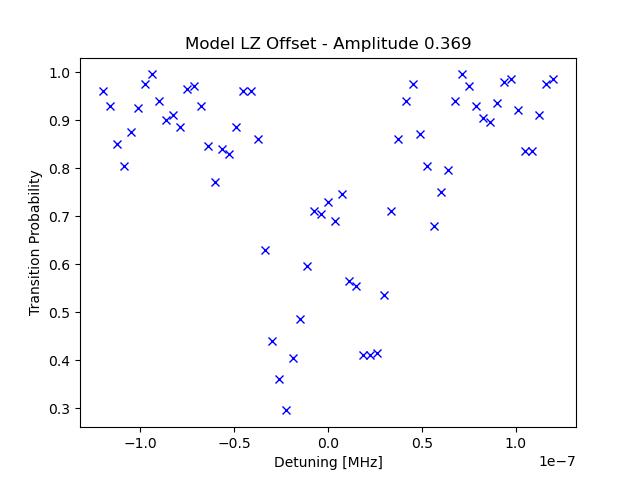 Model LZ Offset - Amplitude 0.369
1.0
0.9
0.8
0.7
0.6
0.5
0.4
0.3
Transition Probability
−1.0 −0.5 0.0 0.5 1.0
1e−7
Detuning [MHz]